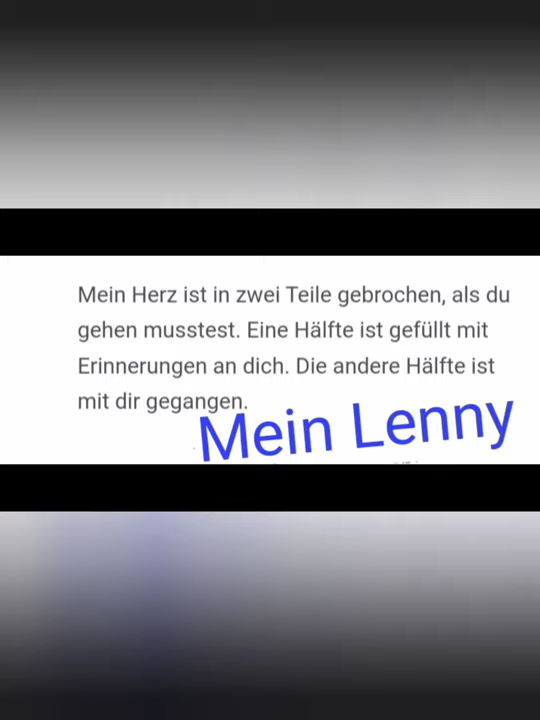 Mein Herz ist in zwei Teile gebrochen, als du
gehen musstest. Eine Hälfte ist gefüllt mit
Erinnerungen an dich. Die andere Hälfte ist
mit dir gegangen.
Mein Lenny